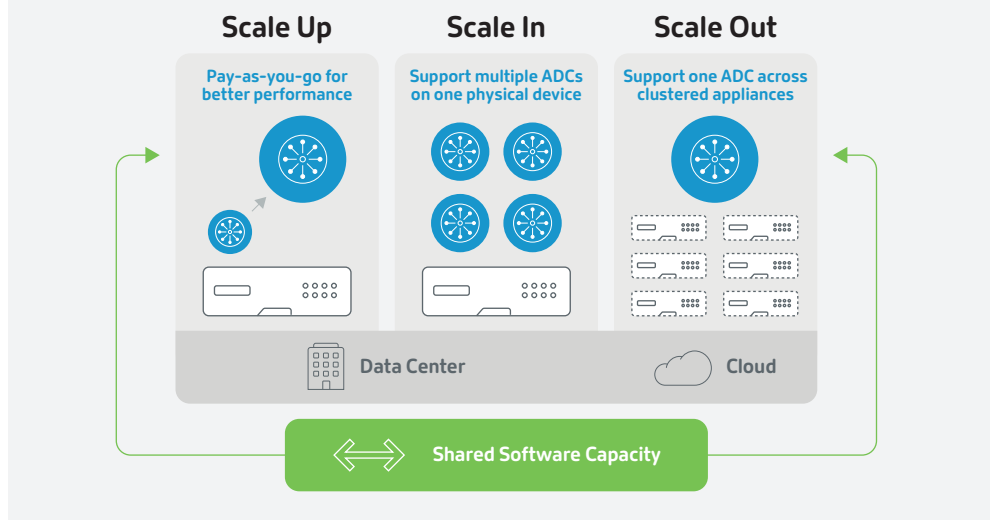 Scale Up
Scale In
Scale Out
Pay-as-you-go for
better performance
Support multiple ADCs
on one physical device
Support one ADC across
clustered appliances
Data Center
Cloud
Shared Software Capacity